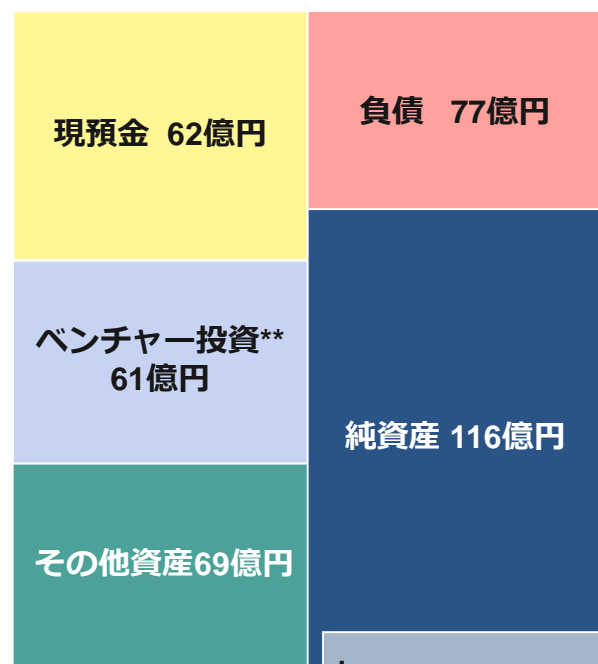 現預金 62億円
負債 77億円
ベンチャー投資**
61億円
純資産 116億円
その他資産69億円